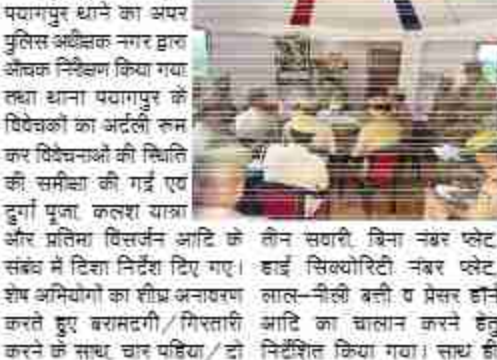 पयागपुर थाने का अपर
पुलिस अधीक्षक नगर द्वारा
औचक निरीक्षण किया गया
तथा थाना पयागपुर के
विवेचकों का अर्दली रूम
कर विवेचनाओं की स्थिति
की समीक्षा की गई एवं
दुर्गा पूजा, कलश यात्रा
और प्रतिमा विसर्जन आदि के
संबंध में दिशा निर्देश दिए गए।
शेष अभियोगों का शीघ्र अनावरण
करते हुए बरामदगी/गिरतारी
करने के साथ, चार पहिया/दो
तीन सवारी, बिना नंबर प्लेट
हाई सिक्योरिटी नंबर प्लेट
लाल–नीली बत्ती व प्रेसर हॉर्न
आदि का चालान करने हेतु
निर्देशित किया गया। साथ ही